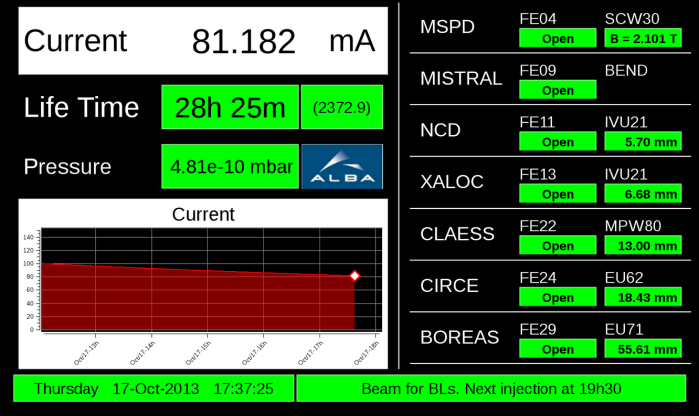 Current 81.182 mA
Life Time 28h 25m (2372.9)
Pressure 4.81e-10 mbar ALBA
Current
140
120
100
80
60
40
20
0
Oct/17-13h Oct/17-14h Oct/17-15h Oct/17-16h Oct/17-17h Oct/17-18h
MSPD FE04 SCW30
Open B = 2.101 T
MISTRAL FE09 BEND
Open
NCD FE11 IVU21
Open 5.70 mm
XALOC FE13 IVU21
Open 6.68 mm
CLAESS FE22 MPW80
Open 13.00 mm
CIRCE FE24 EU62
Open 18.43 mm
BOREAS FE29 EU71
Open 55.61 mm
Thursday 17-Oct-2013 17:37:25
Beam for BLs. Next injection at 19h30